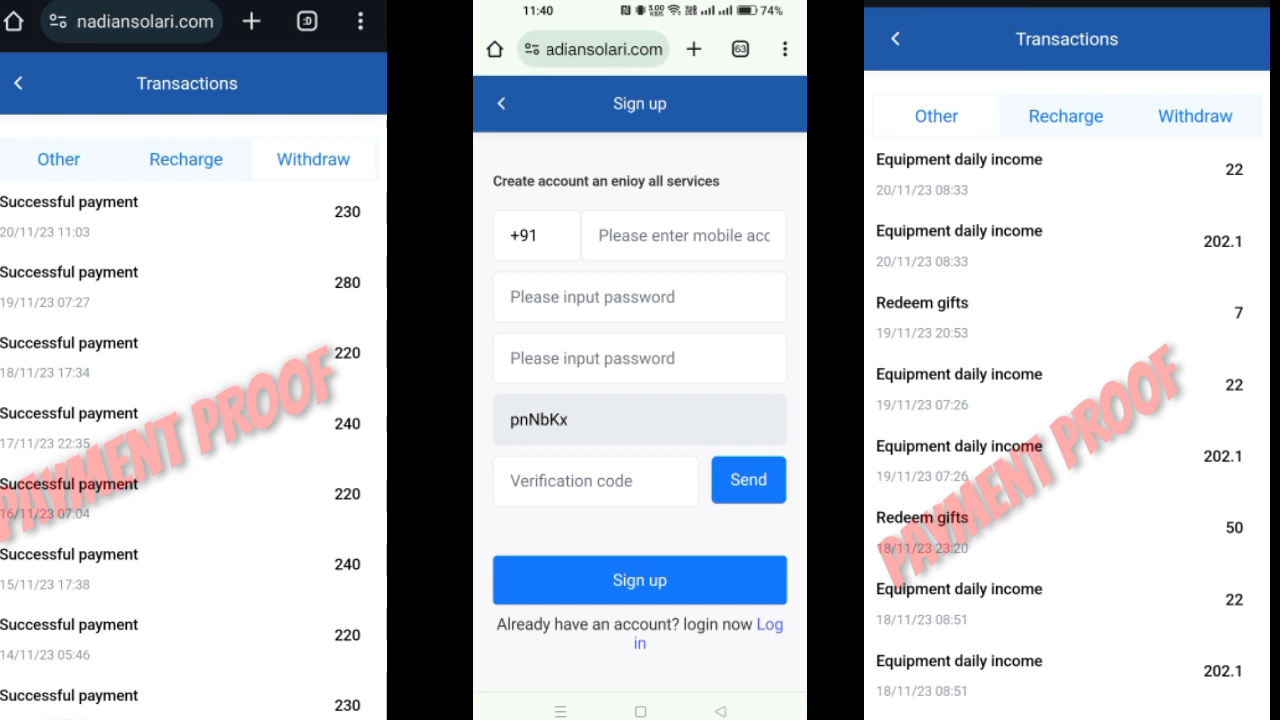 nadiansolari.com
:D
Transactions
Other
Recharge
Withdraw
Successful payment
230
20/11/23 11:03
Successful payment
280
19/11/23 07:27
Successful payment
220
18/11/23 17:34
Successful payment
240
17/11/23 22:35
Successful payment
220
16/11/23 07:04
Successful payment
240
15/11/23 17:38
Successful payment
220
14/11/23 05:46
Successful payment
230
PAYMENT PROOF
11:40
74%
adiansolari.com
63
Sign up
Create account an enioy all services
+91
Please enter mobile acc
Please input password
Please input password
pnNbKx
Verification code
Send
Sign up
Already have an account? login now Log
in
Transactions
Other
Recharge
Withdraw
Equipment daily income
22
20/11/23 08:33
Equipment daily income
202.1
20/11/23 08:33
Redeem gifts
7
19/11/23 20:53
Equipment daily income
22
19/11/23 07:26
Equipment daily income
202.1
19/11/23 07:26
Redeem gifts
50
18/11/23 23:20
Equipment daily income
22
18/11/23 08:51
Equipment daily income
202.1
18/11/23 08:51
PAYMENT PROOF